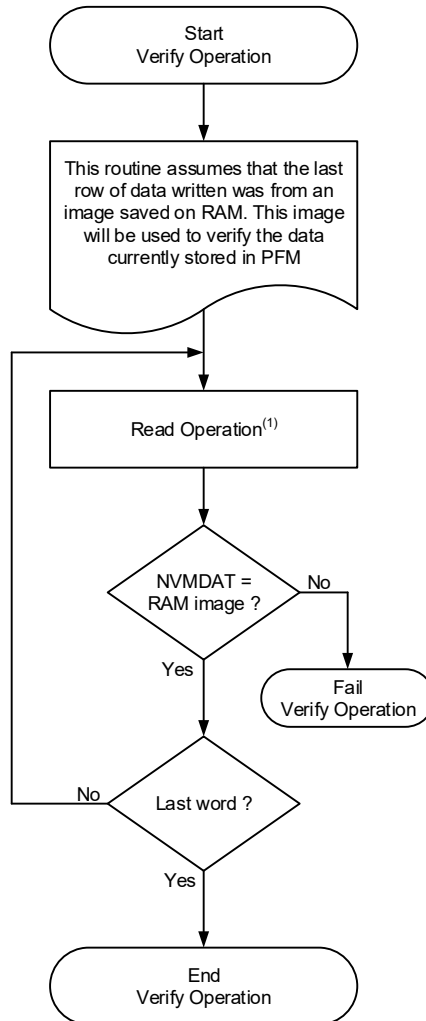 Start
Verify Operation
This routine assumes that the last
row of data written was from an
image saved on RAM. This image
will be used to verify the data
currently stored in PFM
Read Operation(1)
NVMDAT =
RAM image ?
No
Yes
Fail
Verify Operation
No
Last word ?
Yes
End
Verify Operation